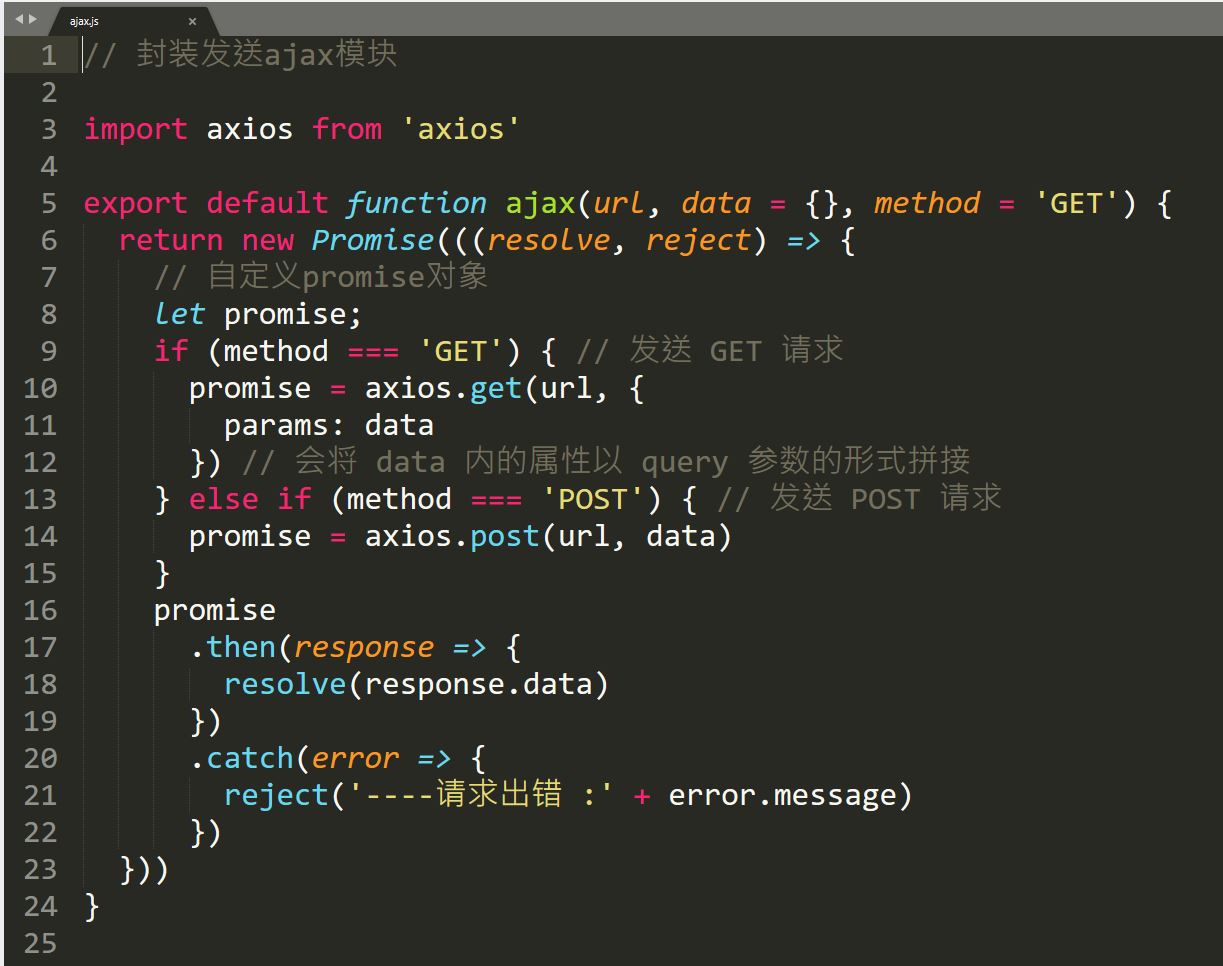 ajax.js ×
1 // 封装发送ajax模块
2
3 import axios from 'axios'
4
5 export default function ajax(url, data = {}, method = 'GET') {
6   return new Promise(((resolve, reject) => {
7     // 自定义promise对象
8     let promise;
9     if (method === 'GET') { // 发送 GET 请求
10       promise = axios.get(url, {
11         params: data
12       }) // 会将 data 内的属性以 query 参数的形式拼接
13     } else if (method === 'POST') { // 发送 POST 请求
14       promise = axios.post(url, data)
15     }
16     promise
17       .then(response => {
18         resolve(response.data)
19       })
20       .catch(error => {
21         reject('----请求出错 :' + error.message)
22       })
23   }))
24 }
25